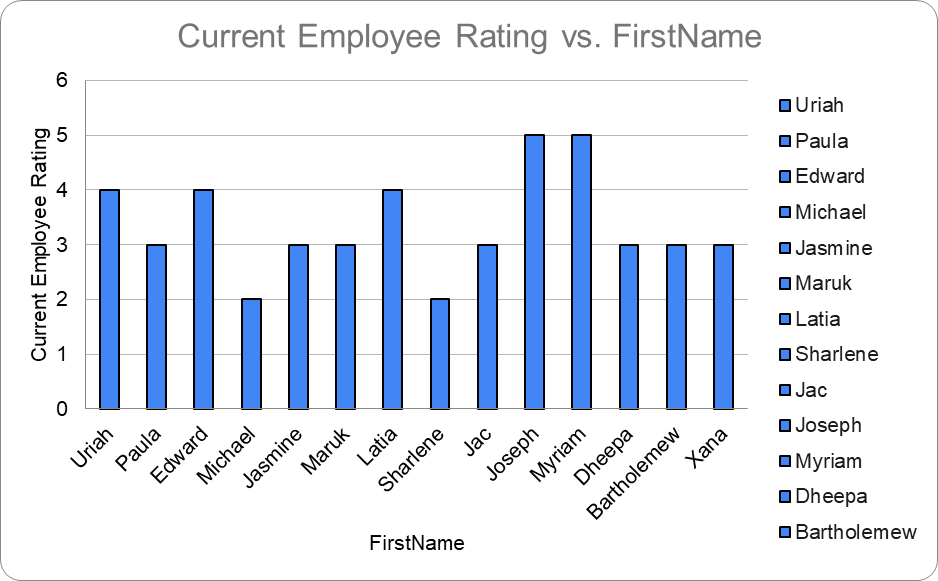 Current Employee Rating vs. FirstName
Current Employee Rating
6
5
4
3
2
1
0
Uriah
Paula
Edward
Michael
Jasmine
Maruk
Latia
Sharlene
Jac
Joseph
Myriam
Dheepa
Bartholemew
Xana
FirstName
Uriah
Paula
Edward
Michael
Jasmine
Maruk
Latia
Sharlene
Jac
Joseph
Myriam
Dheepa
Bartholemew